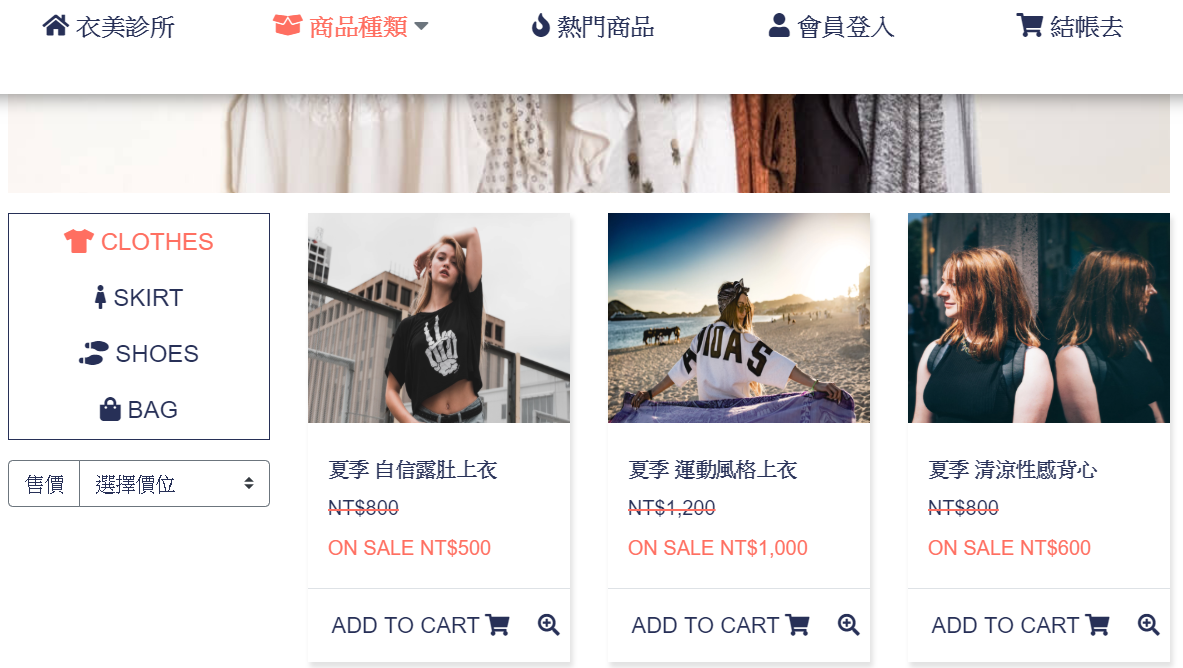 衣美診所 商品種類 熱門商品 會員登入 結帳去
CLOTHES
SKIRT
SHOES
BAG
售價 選擇價位
IDAS
夏季 自信露肚上衣
NT$800
ON SALE NT$500
ADD TO CART
夏季 運動風格上衣
NT$1,200
ON SALE NT$1,000
ADD TO CART
夏季 清涼性感背心
NT$800
ON SALE NT$600
ADD TO CART